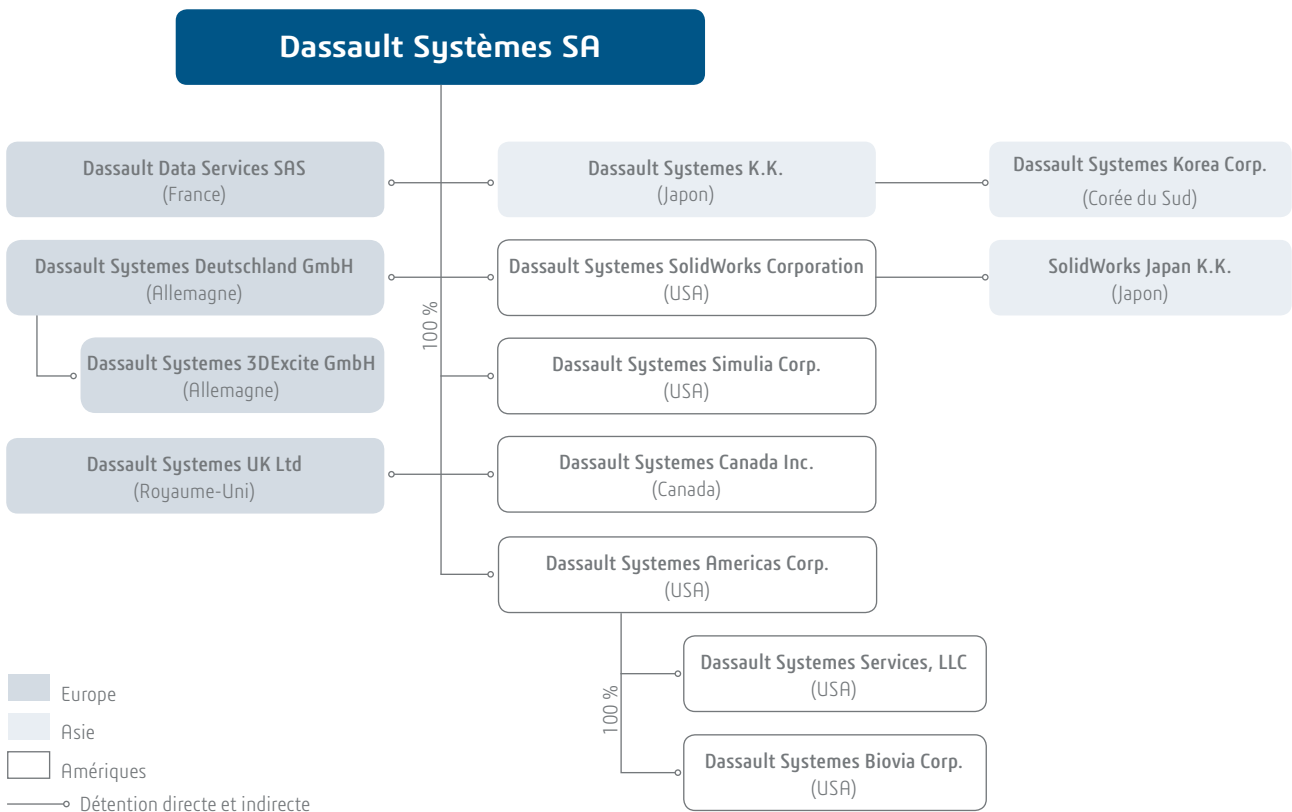 Dassault Systèmes SA
Dassault Data Services SAS
(France)
Dassault Systemes K.K.
(Japon)
Dassault Systemes Korea Corp.
(Corée du Sud)
Dassault Systemes Deutschland GmbH
(Allemagne)
Dassault Systemes SolidWorks Corporation
(USA)
SolidWorks Japan K.K.
(Japon)
100 %
Dassault Systemes 3DExcite GmbH
(Allemagne)
Dassault Systemes Simulia Corp.
(USA)
Dassault Systemes UK Ltd
(Royaume-Uni)
Dassault Systemes Canada Inc.
(Canada)
Dassault Systemes Americas Corp.
(USA)
100 %
Dassault Systemes Services, LLC
(USA)
Dassault Systemes Biovia Corp.
(USA)
Europe
Asie
Amériques
Détention directe et indirecte